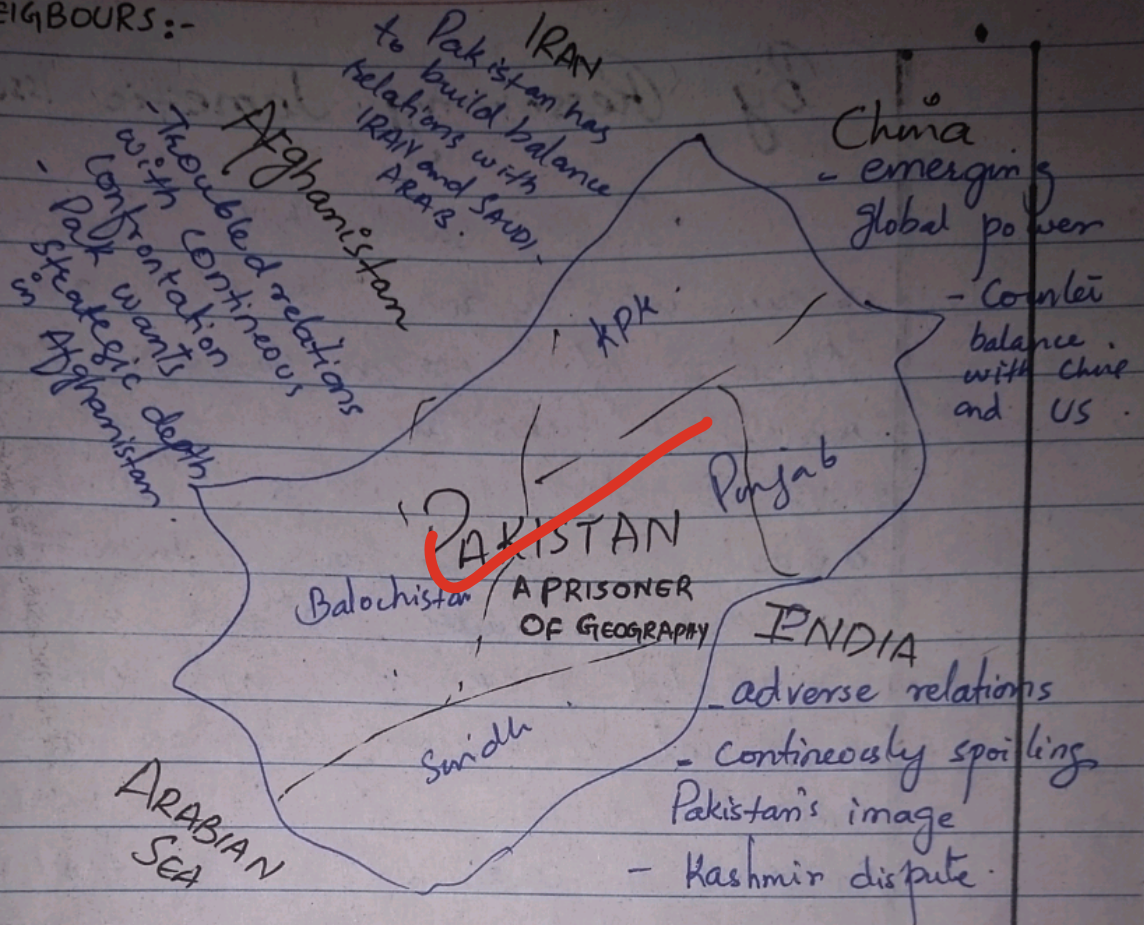 EIGBOURS:-
IRAN
to Pakistan has
to build balance
relations with
IRAN and SAUDI
ARAB.
Afghanistan
- Troubled relations
with contineous
Confrontation
- Pak wants
strategic depth
in Afghanistan
China
- emerging
global power
- Counter
balance
with Chine
and US.
KPK
Punjab
PAKISTAN
A PRISONER
OF GEOGRAPHY
Balochistan
Sindh
ARABIAN
SEA
INDIA
- adverse relations
- Contineously spoiling
Pakistan's image
- Kashmir dispute.